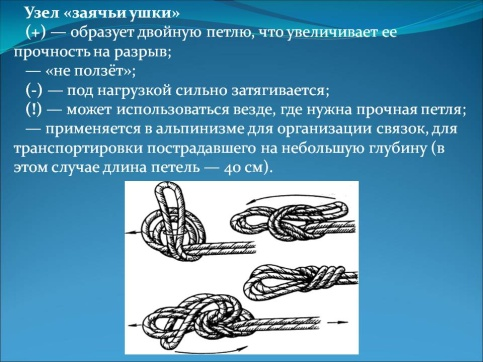 Узел «заячьи ушки»
(+) — образует двойную петлю, что увеличивает ее
прочность на разрыв;
— «не ползёт»;
(-) — под нагрузкой сильно затягивается;
(!) — может использоваться везде, где нужна прочная петля;
— применяется в альпинизме для организации связок, для
транспортировки пострадавшего на небольшую глубину (в
этом случае длина петель — 40 см).